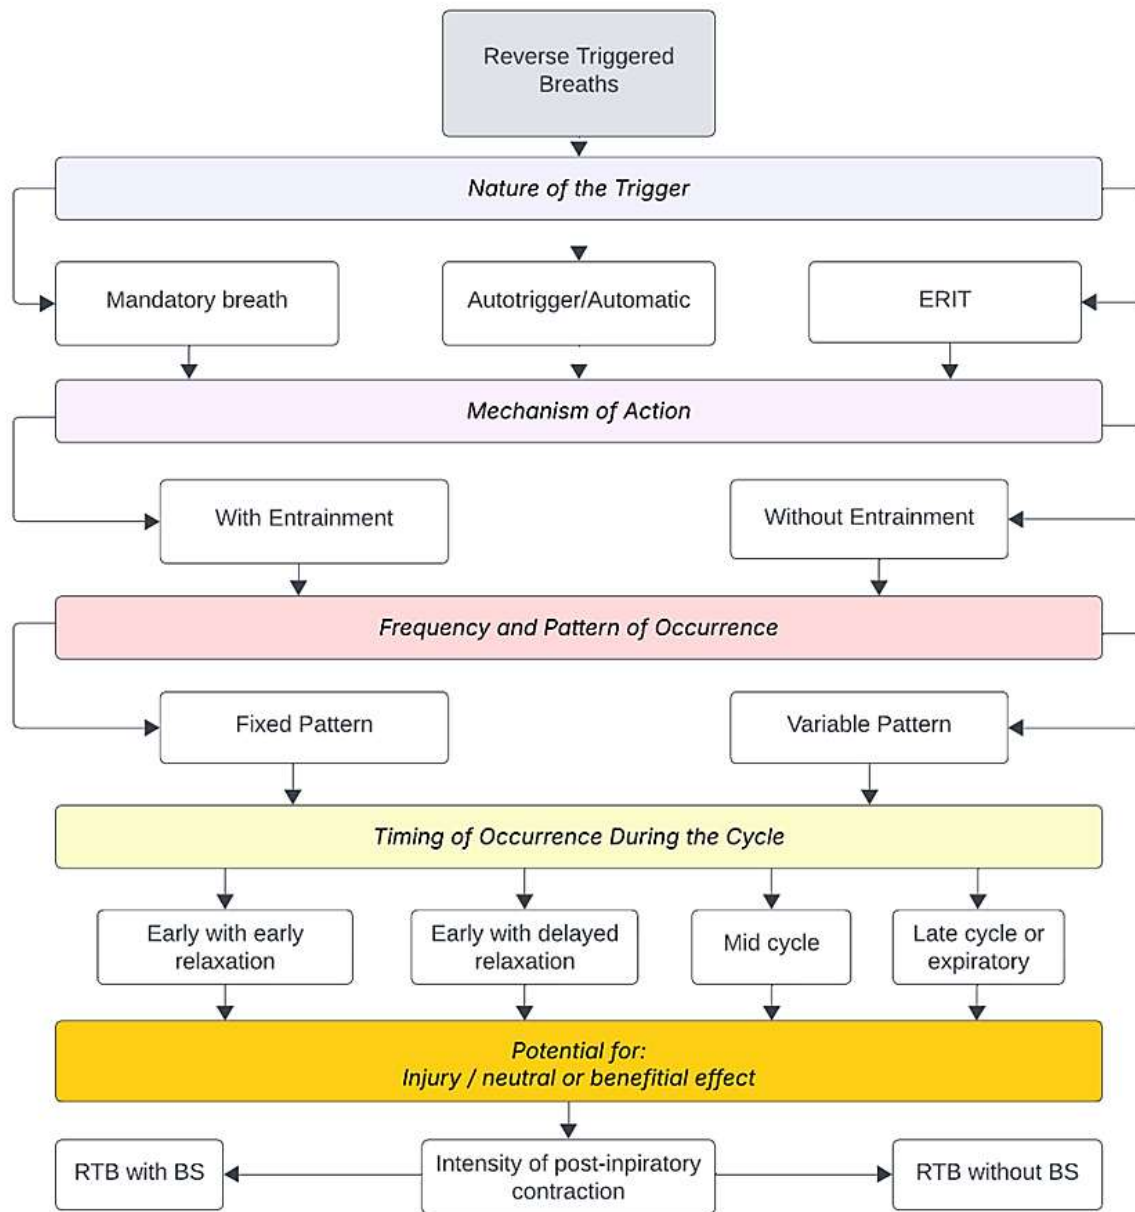 Reverse Triggered
Breaths
Nature of the Trigger
Mandatory breath
Autotrigger/Automatic
ERIT
Mechanism of Action
With Entrainment
Without Entrainment
Frequency and Pattern of Occurrence
Fixed Pattern
Variable Pattern
Timing of Occurrence During the Cycle
Early with early
relaxation
Early with delayed
relaxation
Mid cycle
Late cycle or
expiratory
Potential for:
Injury / neutral or benefitial effect
RTB with BS
Intensity of post-inpiratory
contraction
RTB without BS